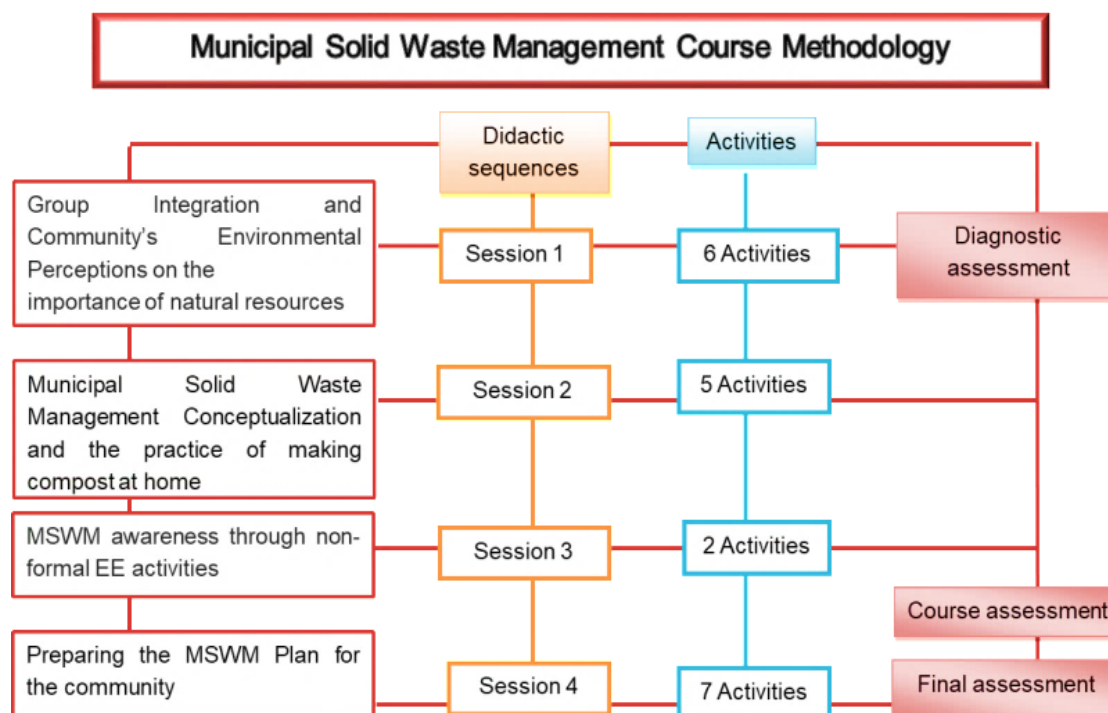 Municipal Solid Waste Management Course Methodology
Didactic
sequences
Activities
Group Integration and
Community’s Environmental
Perceptions on the
importance of natural resources
Session 1
6 Activities
Diagnostic
assessment
Municipal Solid Waste
Management Conceptualization
and the practice of making
compost at home
Session 2
5 Activities
MSWM awareness through non-
formal EE activities
Session 3
2 Activities
Course assessment
Preparing the MSWM Plan for
the community
Session 4
7 Activities
Final assessment